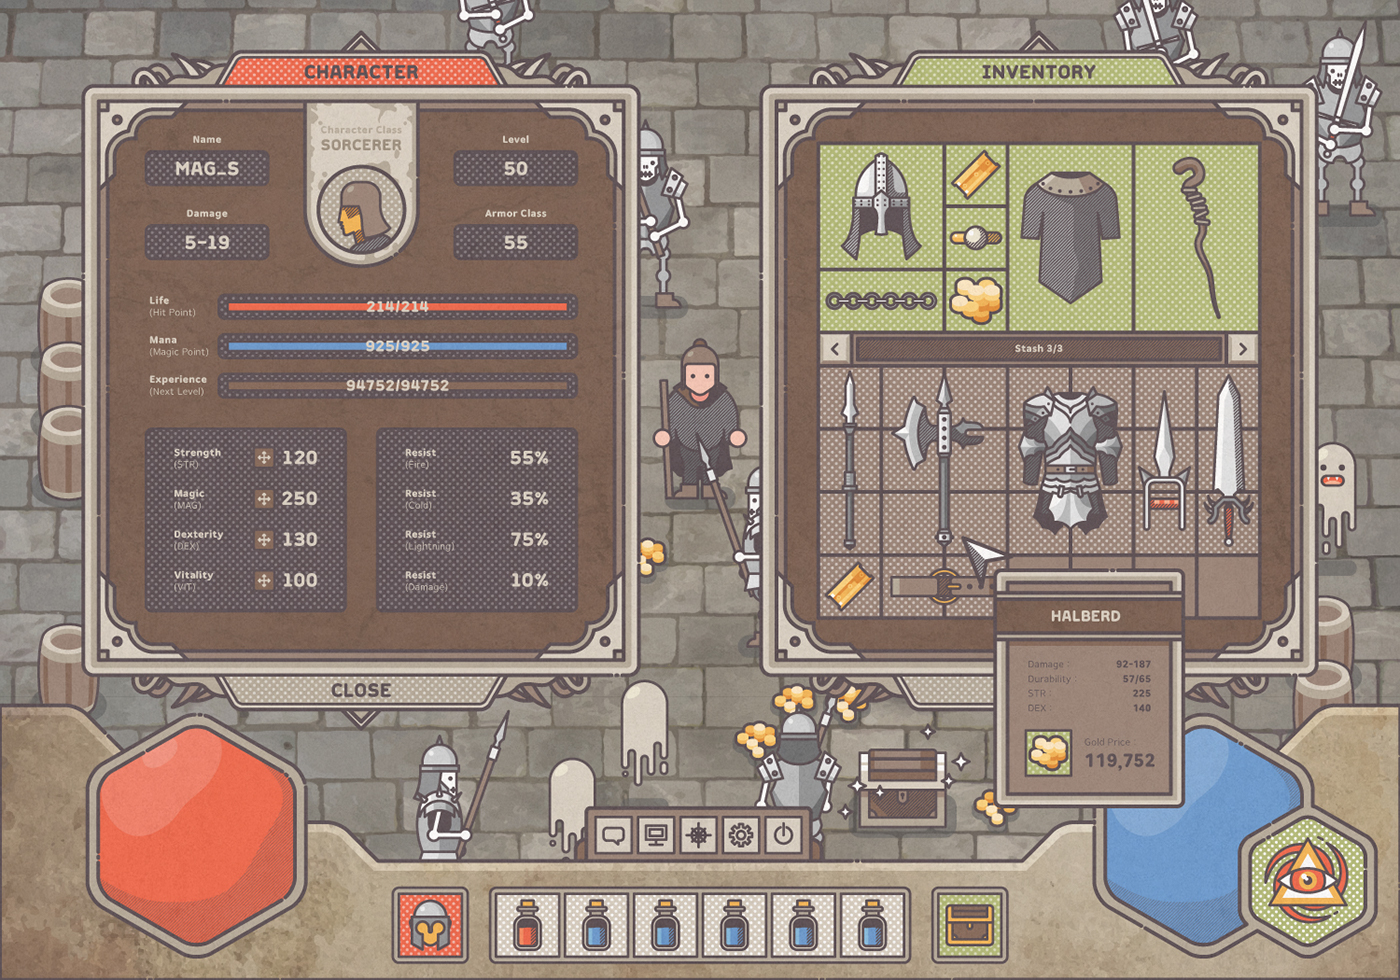 CHARACTER
Name
MAG_S
Character Class
SORCERER
Level
50
Damage
5-19
Armor Class
55
Life
(Hit Point)
214/214
Mana
(Magic Point)
925/925
Experience
(Next Level)
94752/94752
Strength
(STR)
120
Magic
(MAG)
250
Dexterity
(DEX)
130
Vitality
(VIT)
100
Resist
(Fire)
55%
Resist
(Cold)
35%
Resist
(Lightning)
75%
Resist
(Damage)
10%
CLOSE
INVENTORY
Stash 3/3
HALBERD
Damage : 92-187
Durability : 57/65
STR : 225
DEX : 140
Gold Price :
119,752